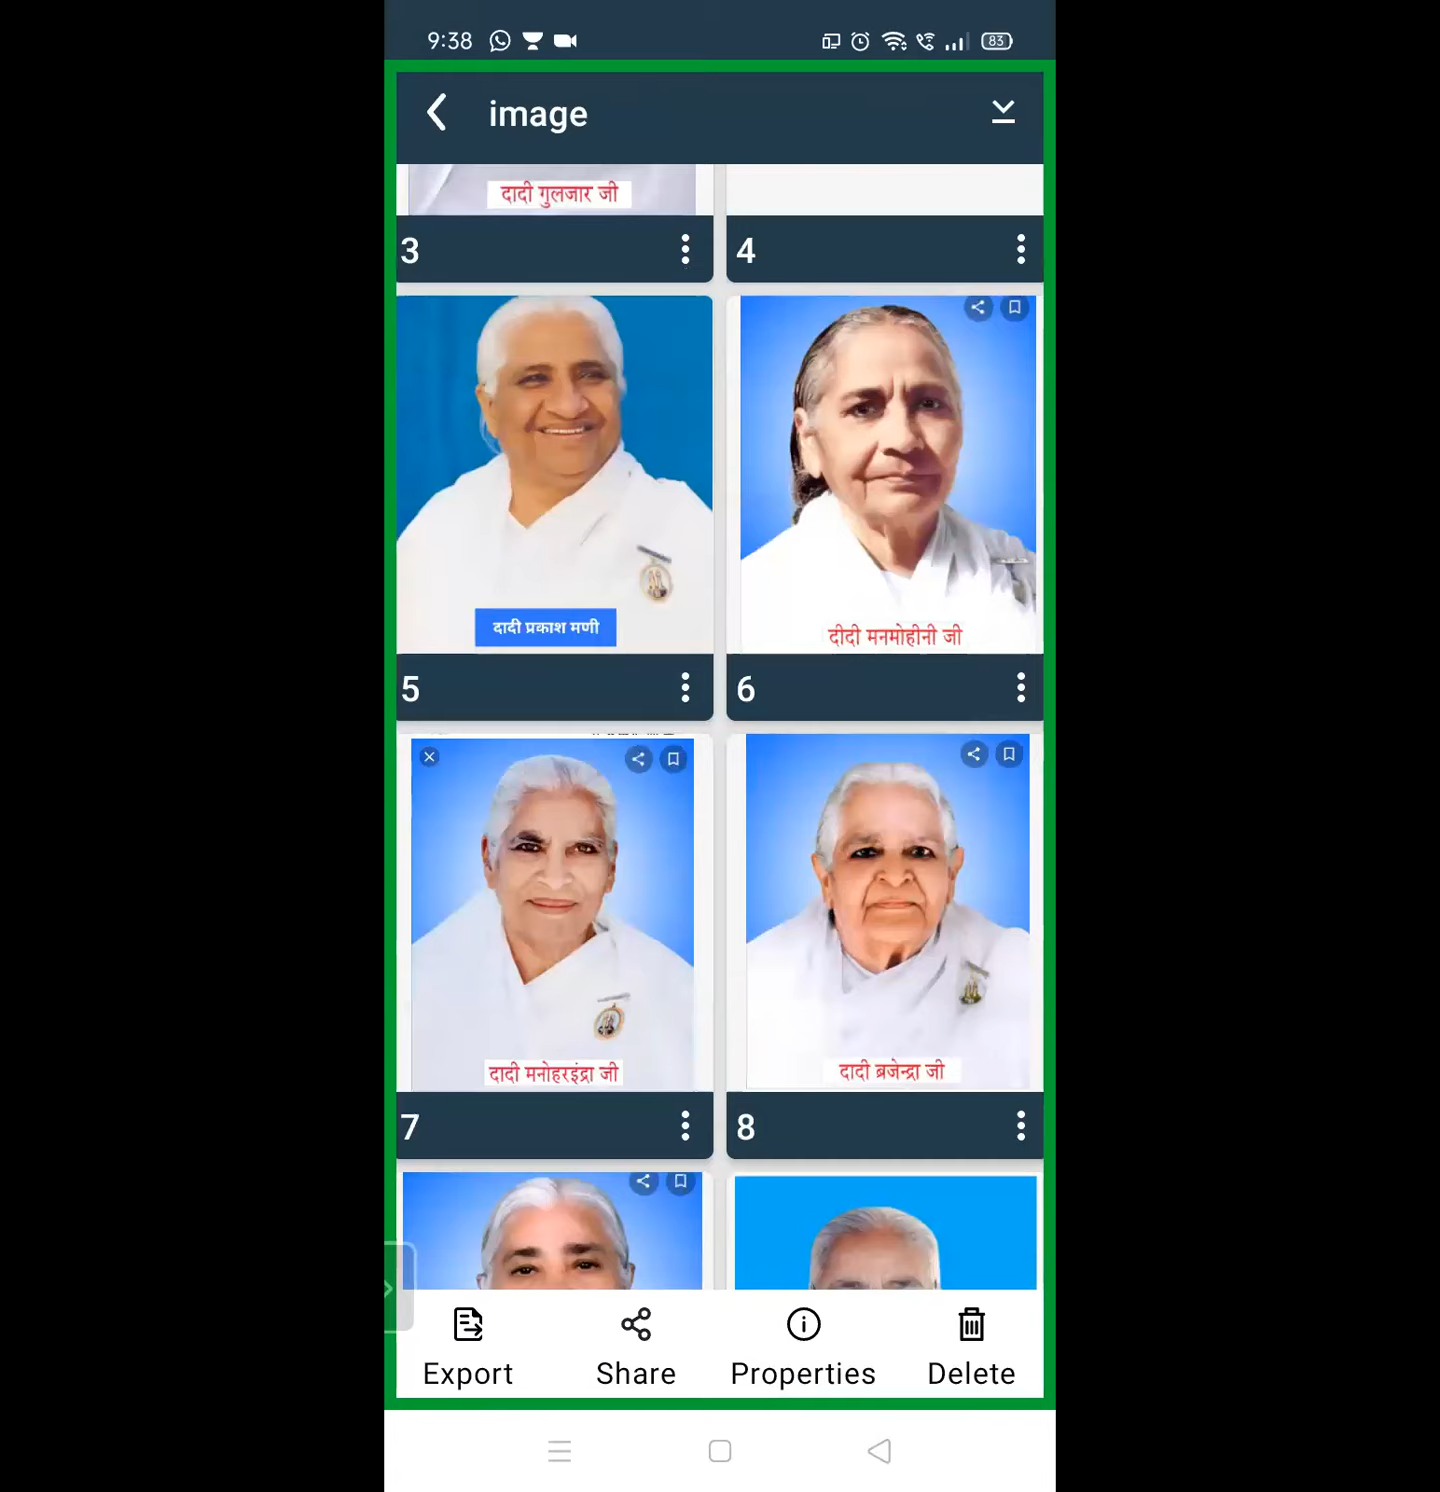 9:38
83
image
दादी गुलजार जी
3
4
दादी प्रकाश मणी
दीदी मनमोहीनी जी
5
6
दादी मनोहरइंद्रा जी
दादी ब्रजेन्द्रा जी
7
8
Export Share Properties Delete